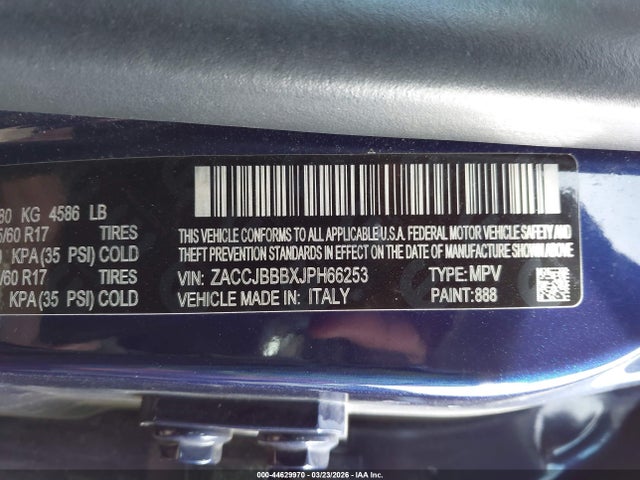 80 KG 4586 LB
/60 R17 TIRES
KPA (35 PSI) COLD
/60 R17 TIRES
KPA (35 PSI) COLD
THIS VEHICLE CONFORMS TO ALL APPLICABLE U.S.A. FEDERAL MOTOR VEHICLE SAFETY AND
THEFT PREVENTION STANDARDS IN EFFECT ON THE DATE OF MANUFACTURE SHOWN ABOVE.
VIN: ZACCJBBBXJPH66253 TYPE: MPV
VEHICLE MADE IN: ITALY PAINT:888
000-44629970 - 03/23/2026 - IAA Inc.